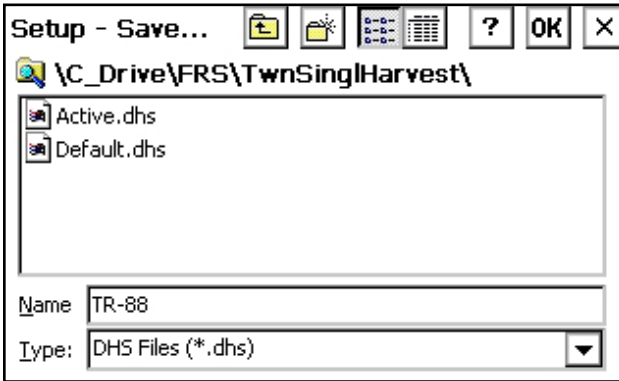 Setup - Save... ? OK ×
\C_Drive\FRS\TwnSinglHarvest\
Active.dhs
Default.dhs
Name TR-88
Type: DHS Files (*.dhs)